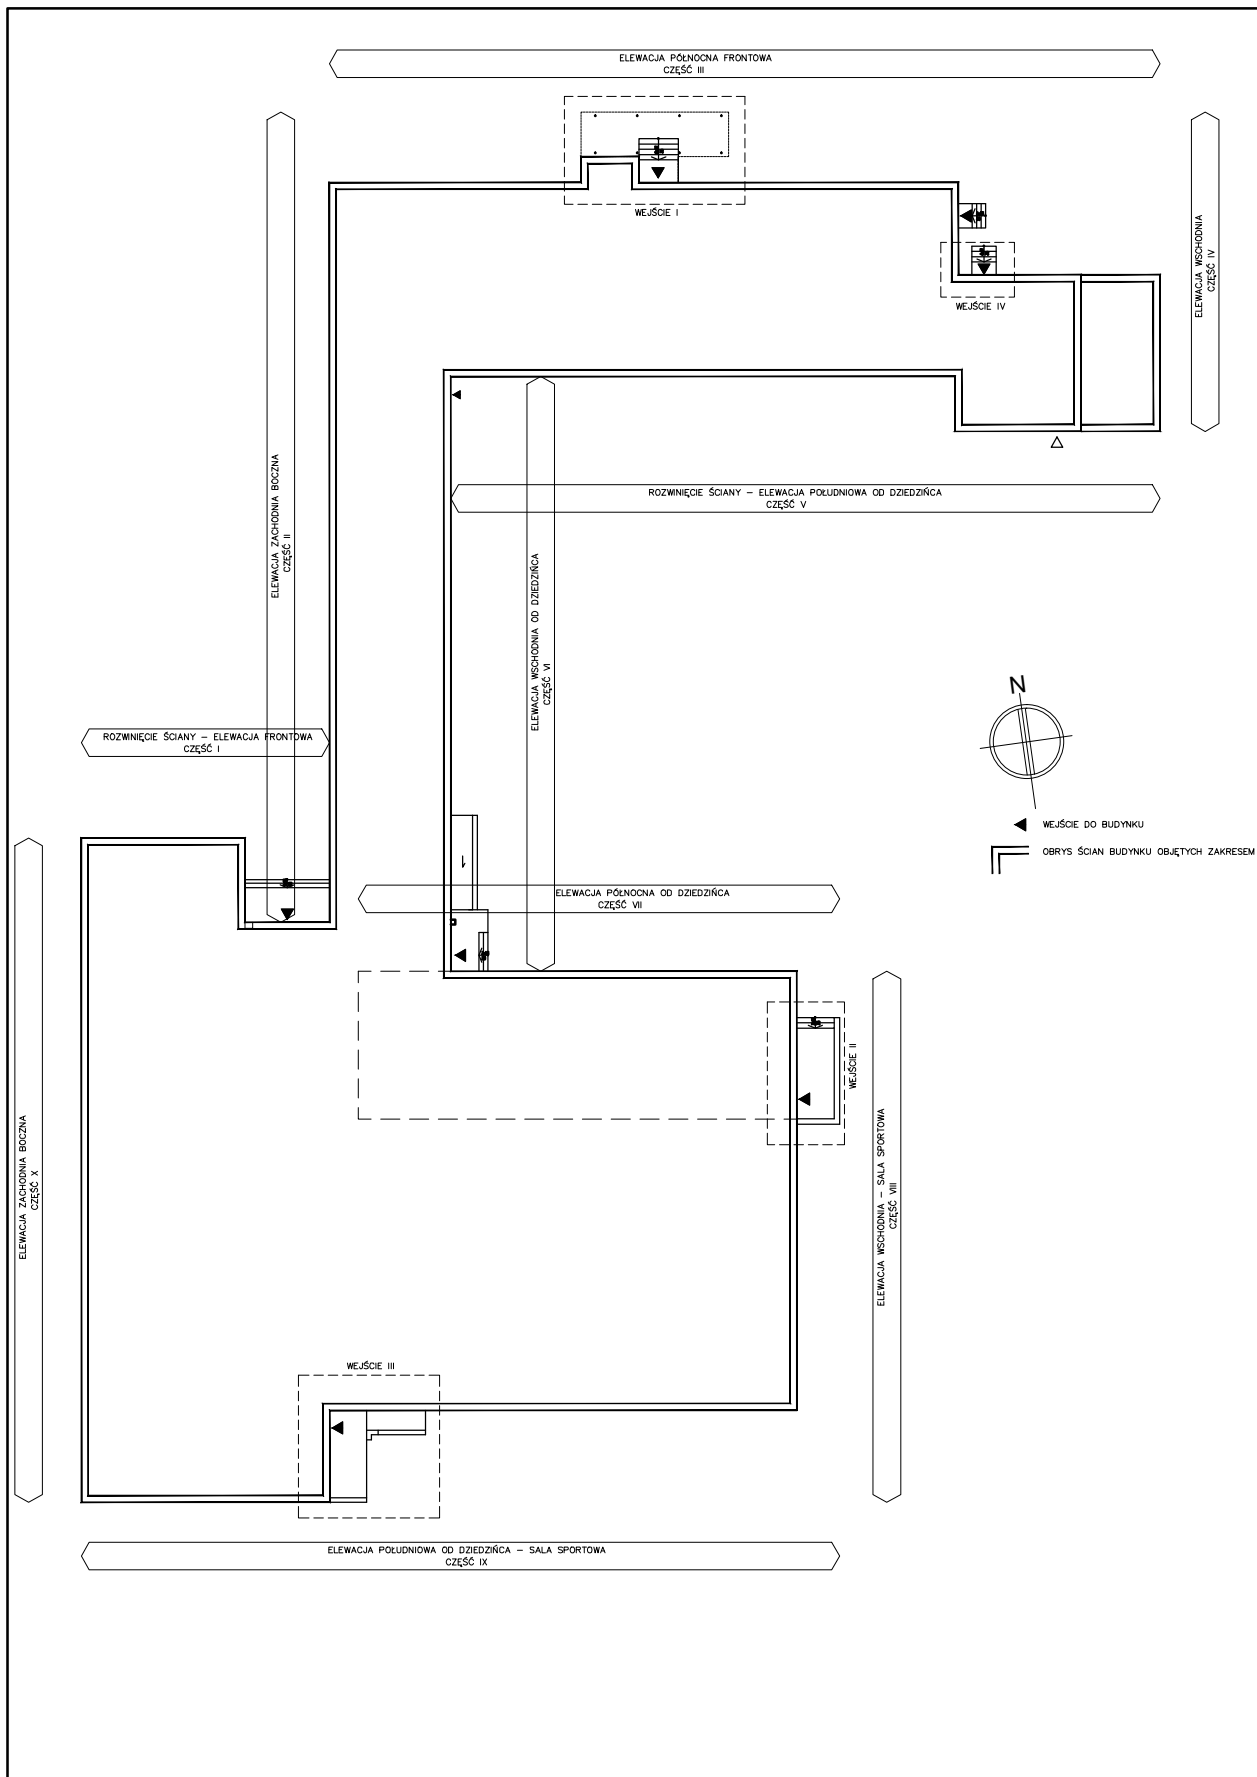 ELEWACJA PÓŁNOCNA FRONTOWA
CZĘŚĆ III
WEJŚCIE I
ELEWACJA WSCHODNIA
CZĘŚĆ IV
WEJŚCIE IV
ELEWACJA ZACHODNIA BOCZNA
CZĘŚĆ II
ROZWINIĘCIE ŚCIANY – ELEWACJA POŁUDNIOWA OD DZIEDZIŃCA
CZĘŚĆ V
ELEWACJA WSCHODNIA OD DZIEDZIŃCA
CZĘŚĆ VI
N
ROZWINIĘCIE ŚCIANY – ELEWACJA FRONTOWA
CZĘŚĆ I
WEJŚCIE DO BUDYNKU
OBRYS ŚCIAN BUDYNKU OBJĘTYCH ZAKRESEM
ELEWACJA PÓŁNOCNA OD DZIEDZIŃCA
CZĘŚĆ VII
WEJŚCIE II
ELEWACJA ZACHODNIA BOCZNA
CZĘŚĆ X
ELEWACJA WSCHODNIA – SALA SPORTOWA
CZĘŚĆ VIII
WEJŚCIE III
ELEWACJA POŁUDNIOWA OD DZIEDZIŃCA – SALA SPORTOWA
CZĘŚĆ IX